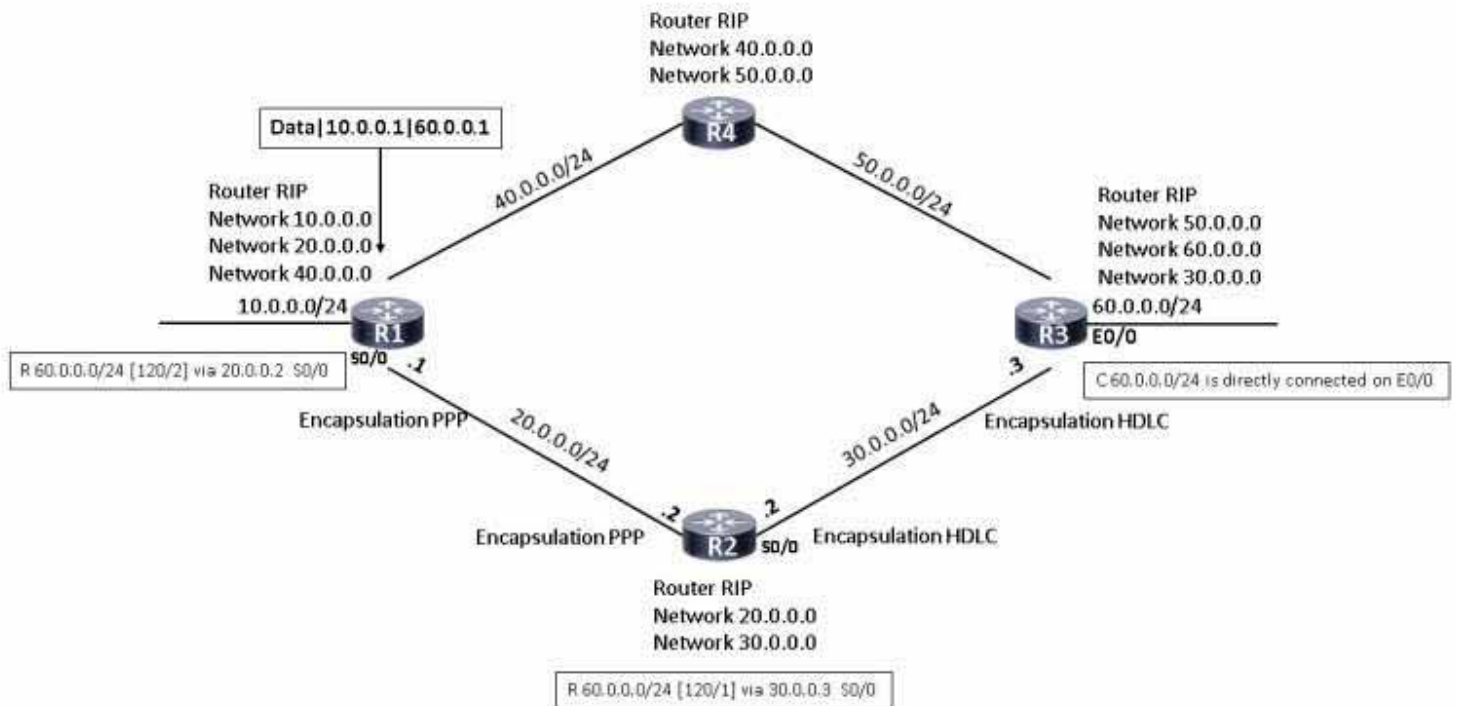 Router RIP
Network 40.0.0.0
Network 50.0.0.0
R4
Data|10.0.0.1|60.0.0.1
40.0.0.0/24
50.0.0.0/24
Router RIP
Network 10.0.0.0
Network 20.0.0.0
Network 40.0.0.0
10.0.0.0/24
R1
S0/0
.1
R 60.0.0.0/24 [120/2] via 20.0.0.2 S0/0
Router RIP
Network 50.0.0.0
Network 60.0.0.0
Network 30.0.0.0
60.0.0.0/24
R3
E0/0
.3
C 60.0.0.0/24 is directly connected on E0/0
Encapsulation PPP
20.0.0.0/24
30.0.0.0/24
Encapsulation HDLC
.2
.2
Encapsulation PPP
R2
S0/0
Encapsulation HDLC
Router RIP
Network 20.0.0.0
Network 30.0.0.0
R 60.0.0.0/24 [120/1] via 30.0.0.3 S0/0